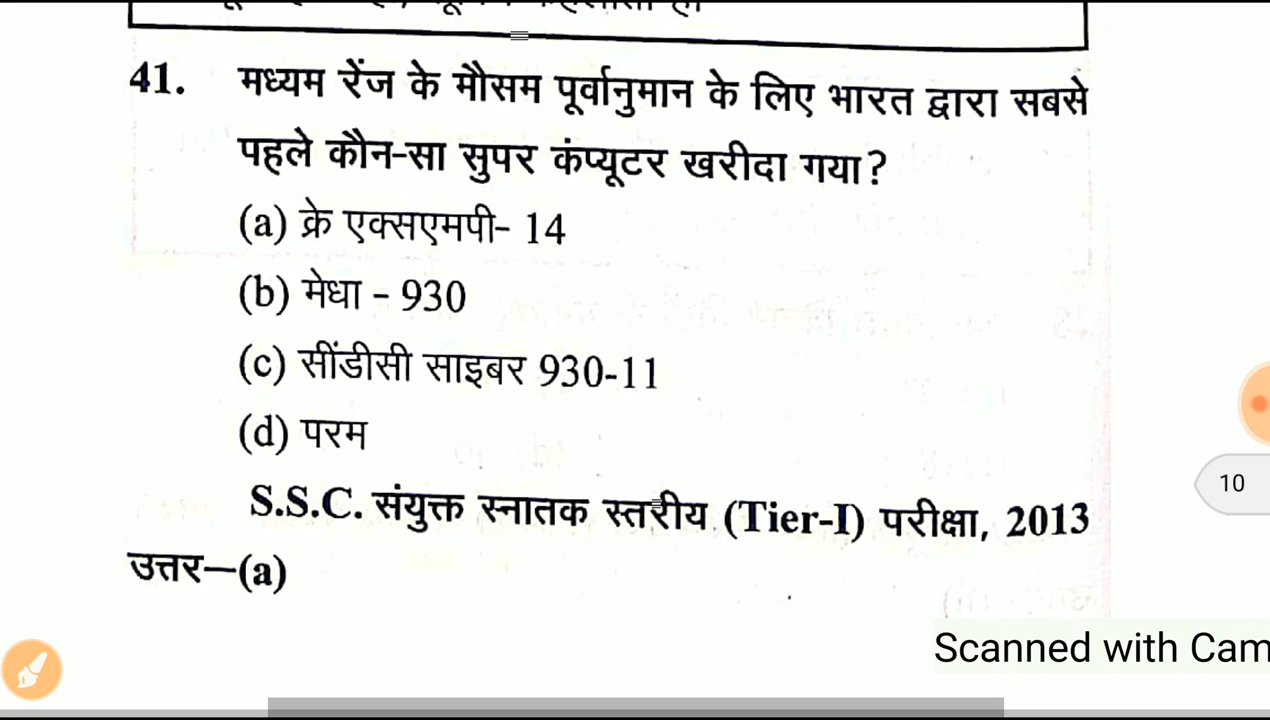 41. मध्यम रेंज के मौसम पूर्वानुमान के लिए भारत द्वारा सबसे
पहले कौन-सा सुपर कंप्यूटर खरीदा गया?
(a) क्रे एक्सएमपी- 14
(b) मेधा - 930
(c) सींडीसी साइबर 930-11
(d) परम
S.S.C. संयुक्त स्नातक स्तरीय (Tier-I) परीक्षा, 2013
उत्तर—(a)
10
Scanned with Cam